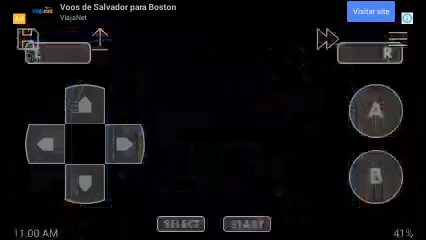 Voos de Salvador para Boston
ViajaNet
Ad
ViajaNet
Visitar site
L
R
A
B
SELECT
START
11:00 AM
41%